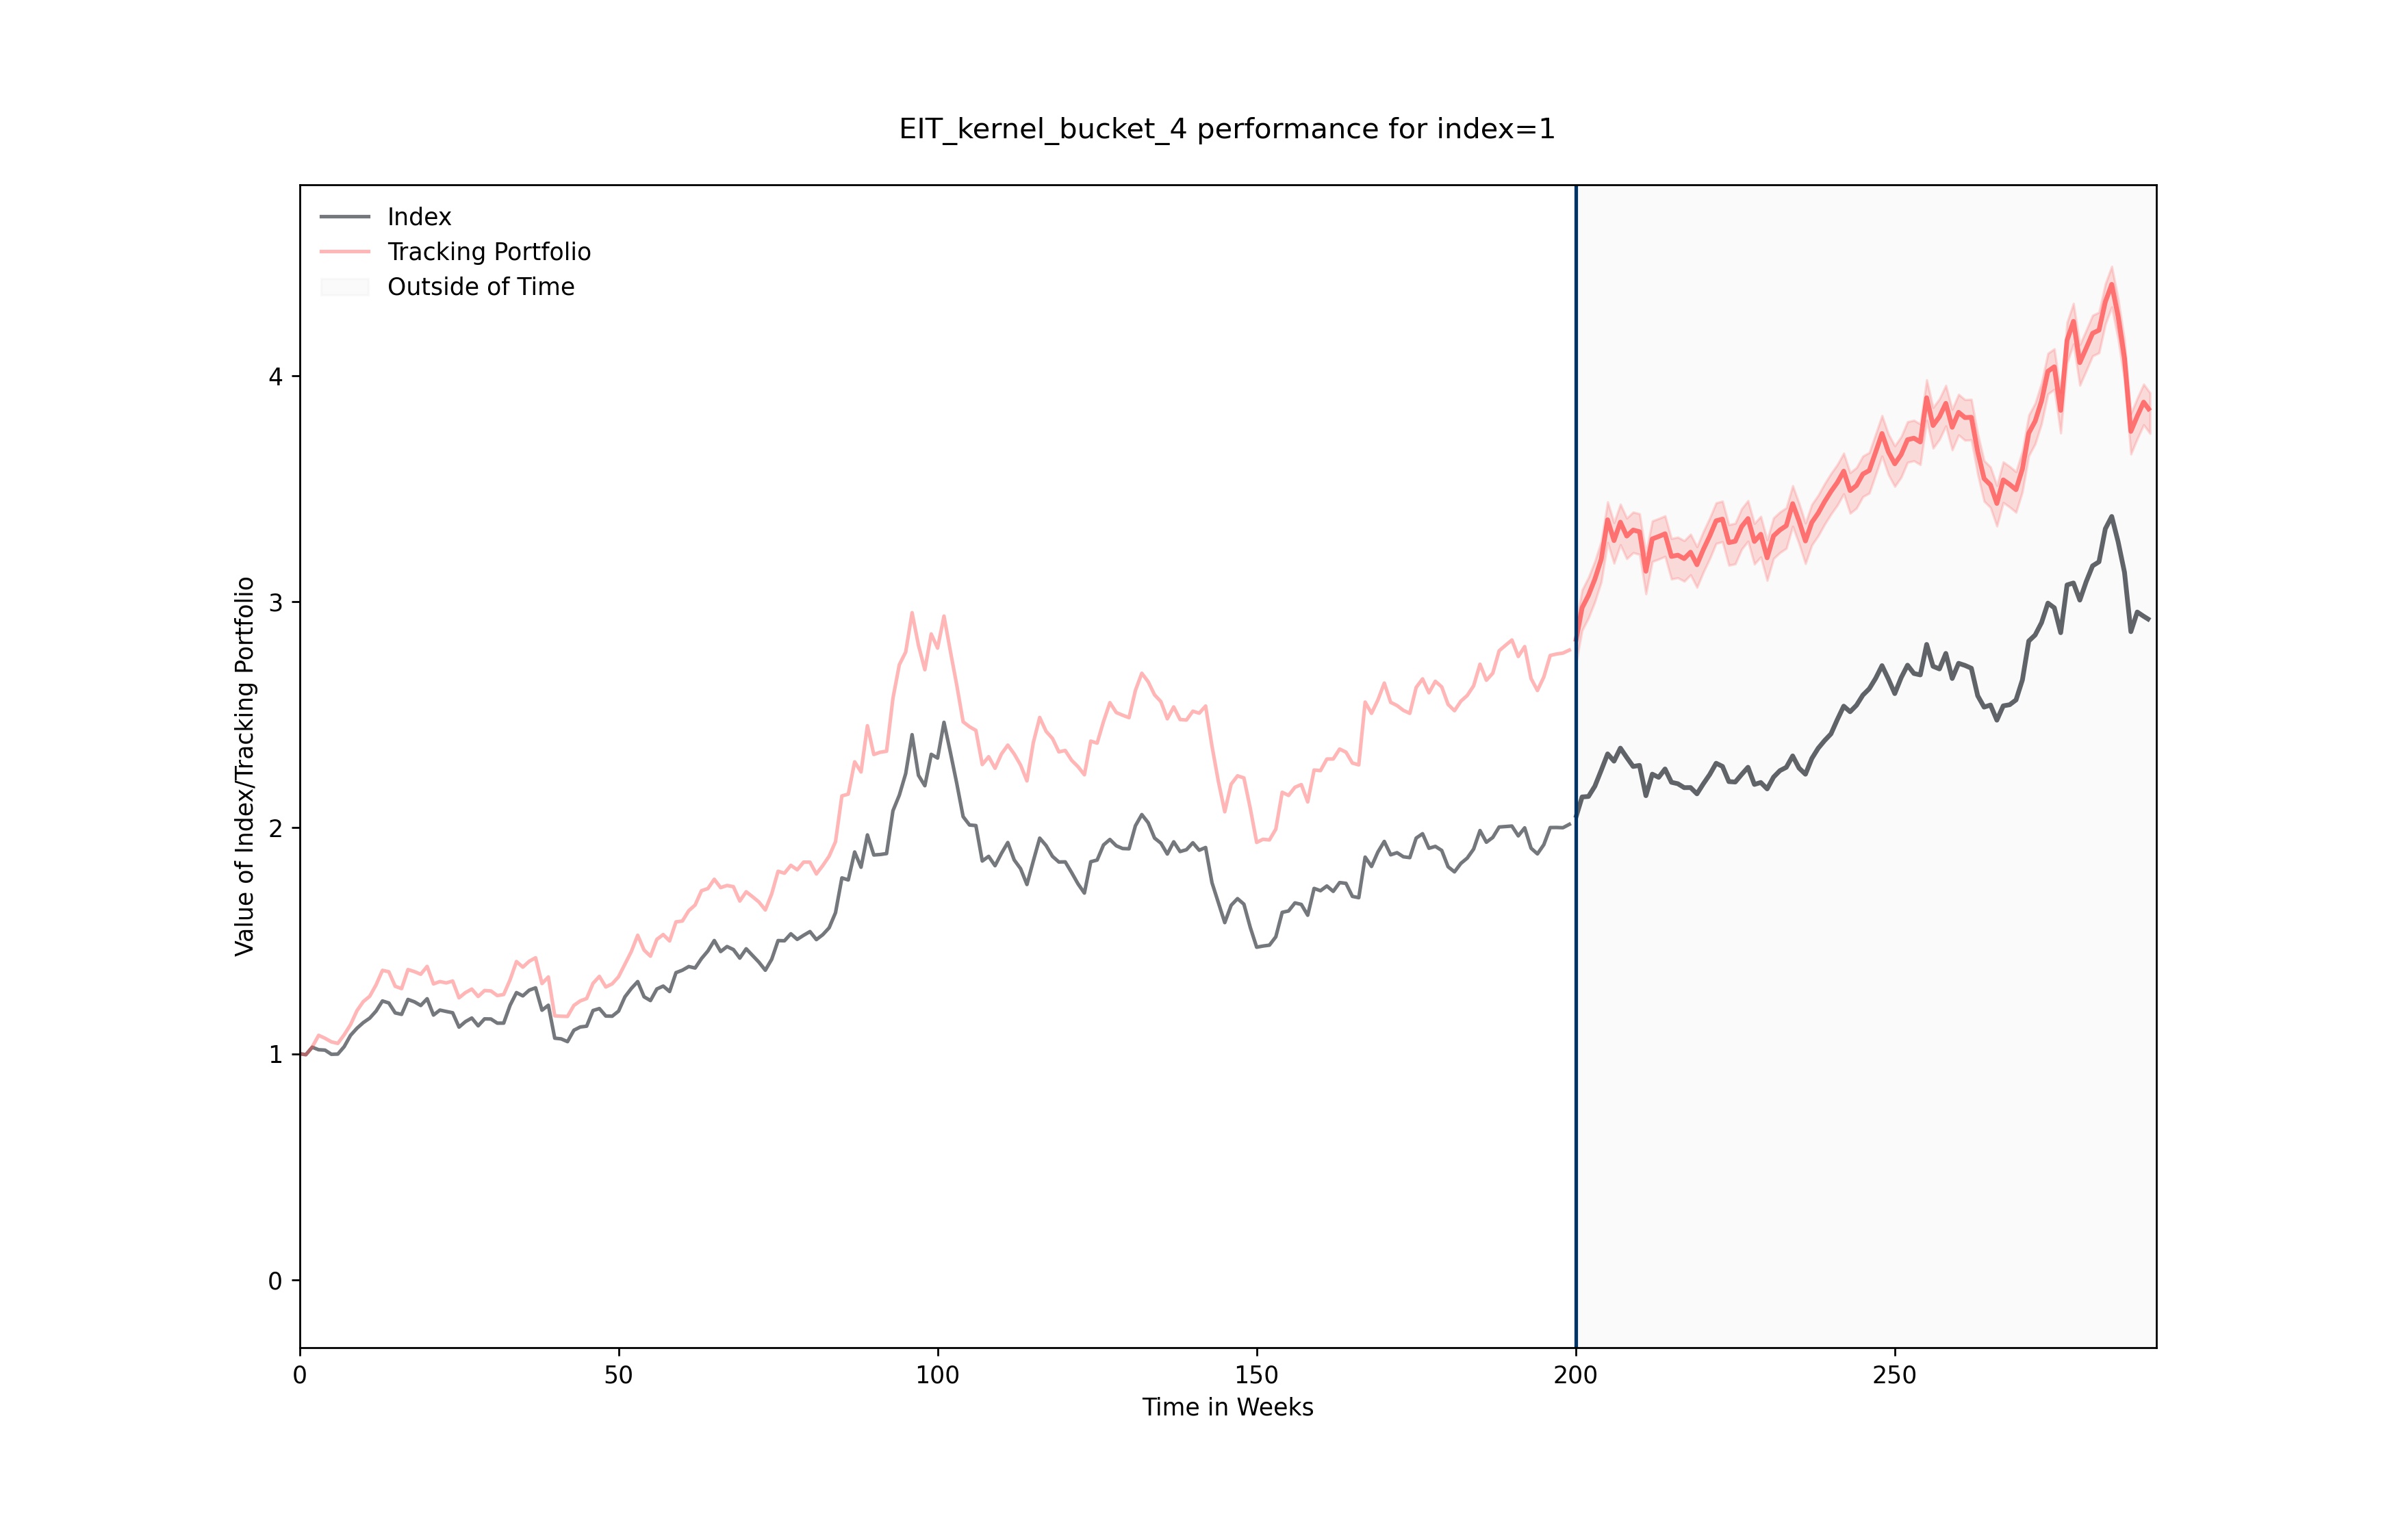 EIT_kernel_bucket_4 performance for index=1
Index
Tracking Portfolio
Outside of Time
Value of Index/Tracking Portfolio
4
3
2
1
0
0 50 100 150 200 250
Time in Weeks